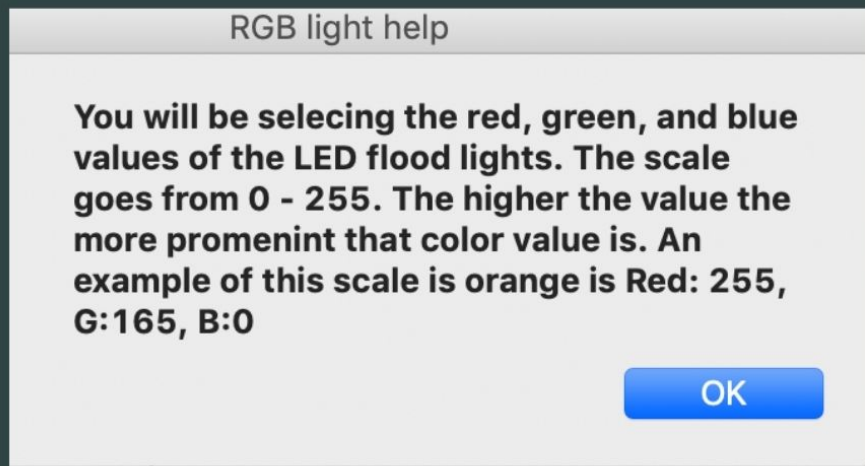 RGB light help
You will be selecing the red, green, and blue
values of the LED flood lights. The scale
goes from 0 - 255. The higher the value the
more promenint that color value is. An
example of this scale is orange is Red: 255,
G:165, B:0
OK